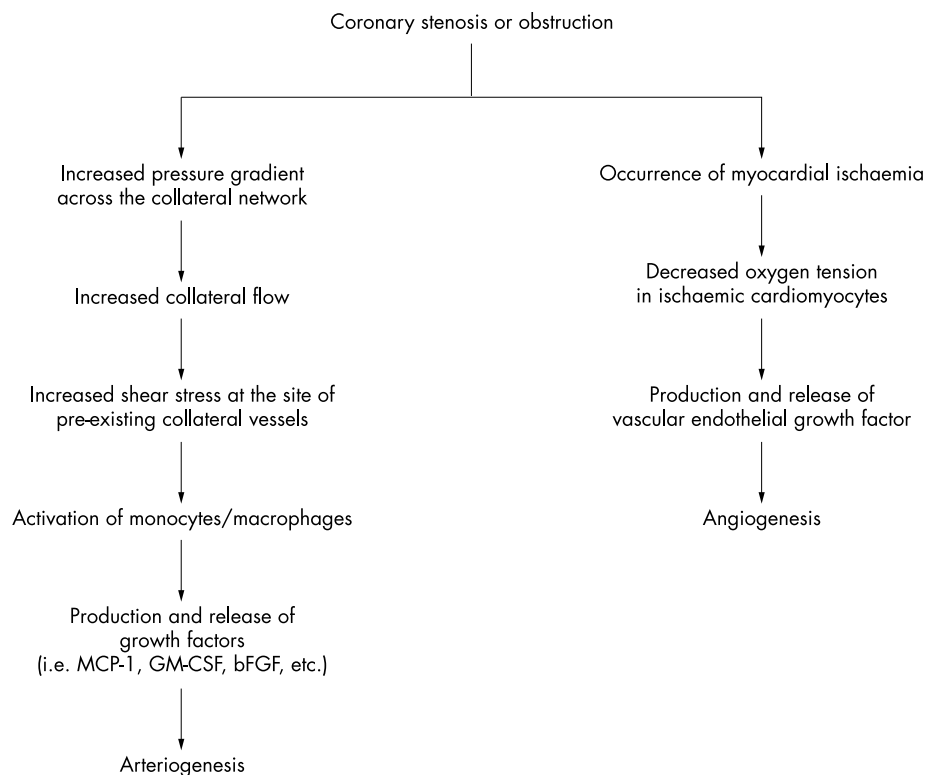 Coronary stenosis or obstruction
Increased pressure gradient
across the collateral network
Increased collateral flow
Increased shear stress at the site of
pre-existing collateral vessels
Activation of monocytes/macrophages
Production and release of
growth factors
(i.e. MCP-1, GM-CSF, bFGF, etc.)
Arteriogenesis
Occurrence of myocardial ischaemia
Decreased oxygen tension
in ischaemic cardiomyocytes
Production and release of
vascular endothelial growth factor
Angiogenesis